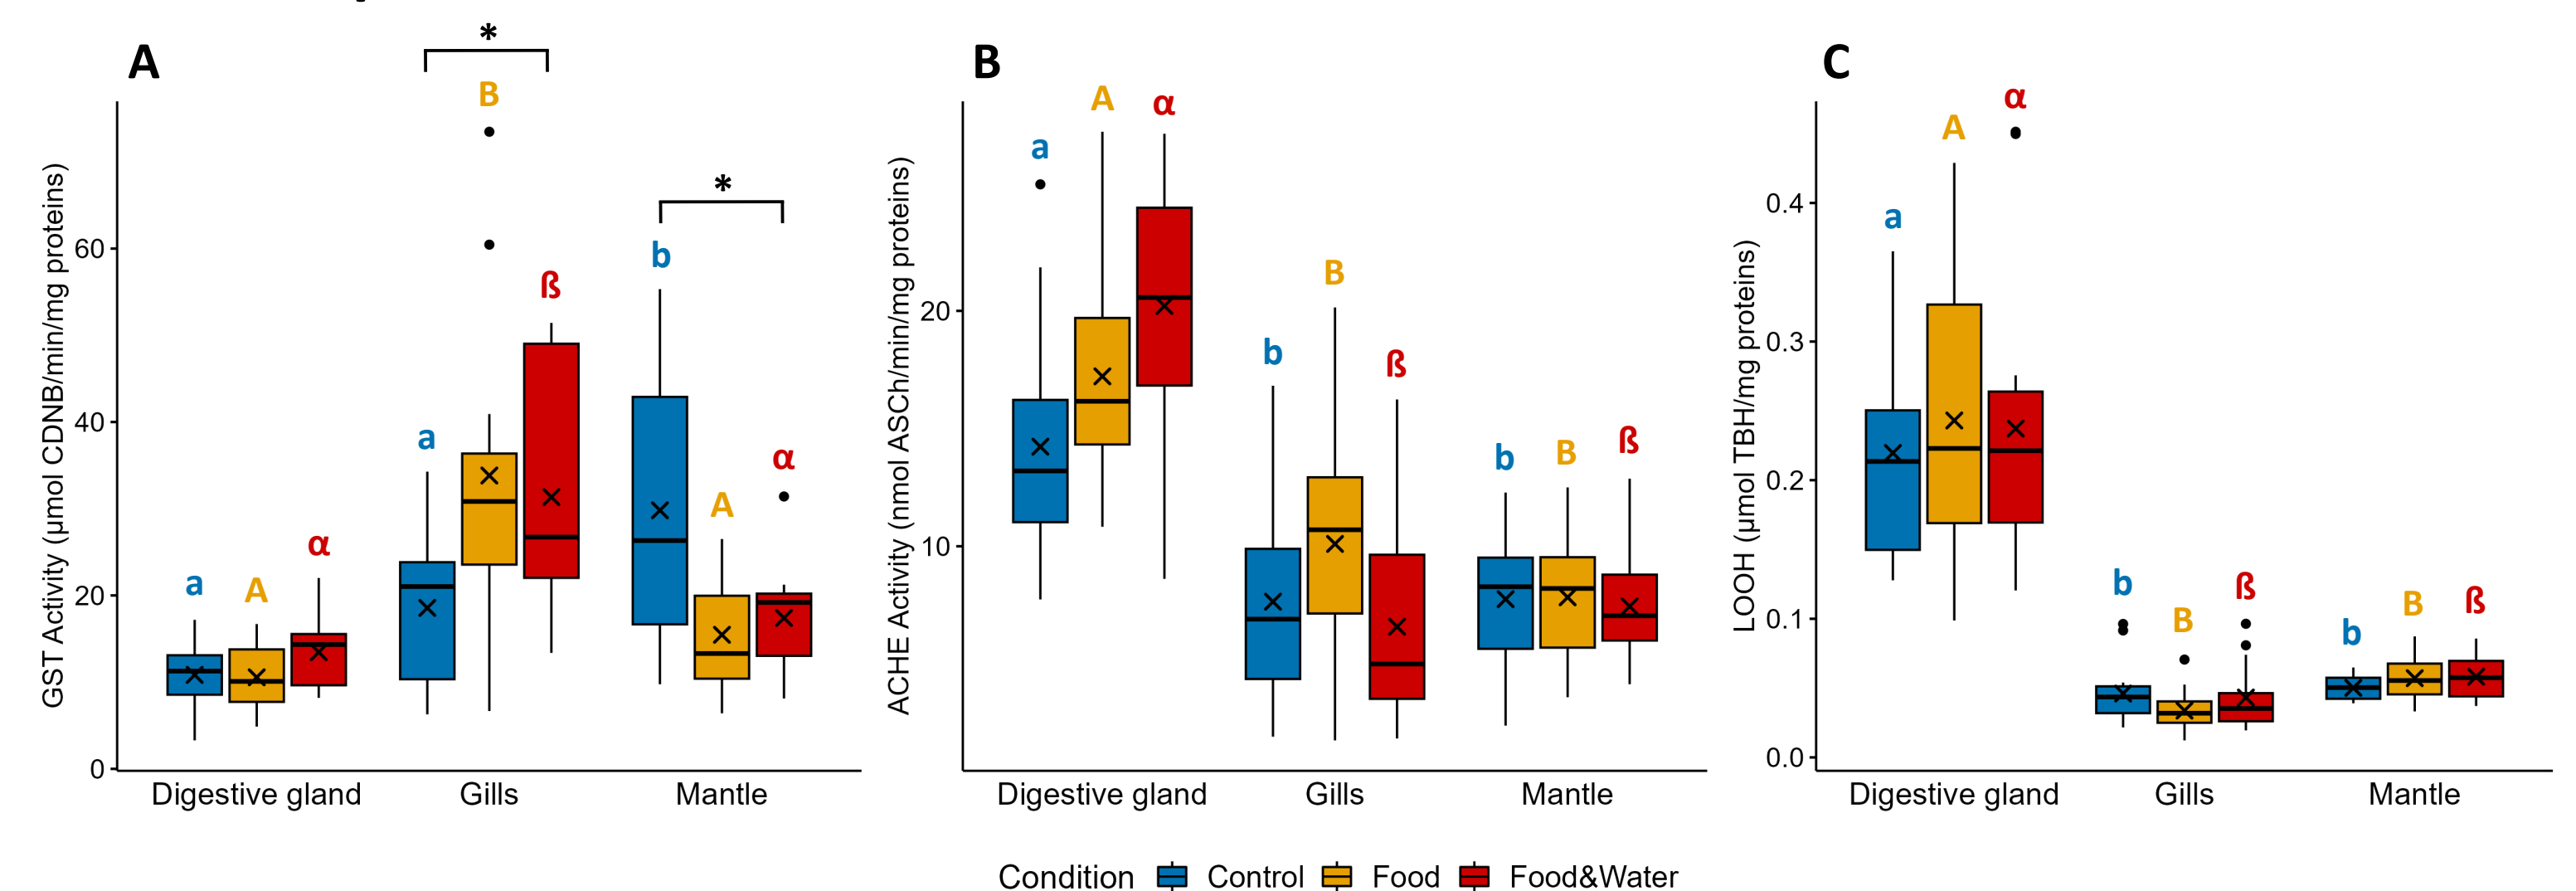 A
*
B
*
a
A
α
a
ß
b
A
α
GST Activity (µmol CDNB/min/mg proteins)
60
40
20
0
Digestive gland Gills Mantle
B
a
A
α
b
B
ß
b
B
ß
ACHE Activity (nmol ASCh/min/mg proteins)
20
10
Digestive gland Gills Mantle
C
a
A
α
b
B
ß
b
B
ß
LOOH (µmol TBH/mg proteins)
0.4
0.3
0.2
0.1
0.0
Digestive gland Gills Mantle
Condition Control Food Food&Water